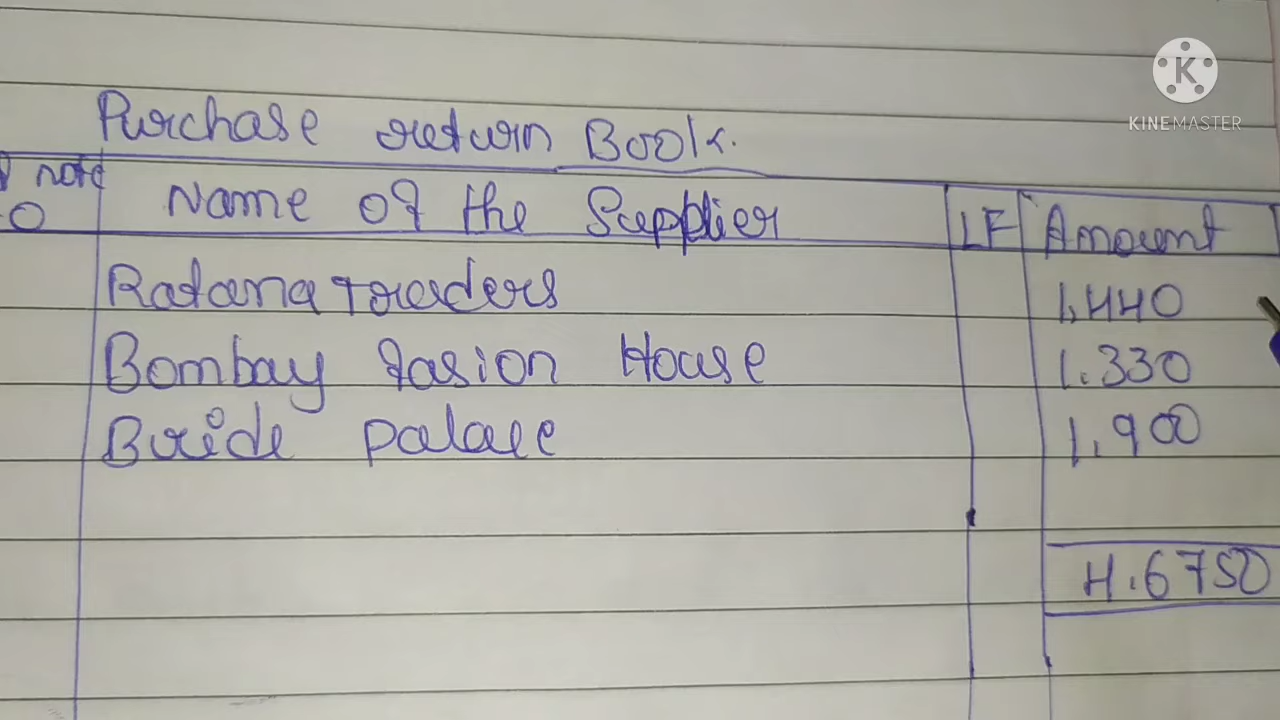 KINEMASTER
Purchase return Book.
note
Name of the Supplier LF Amount
Ratana Traders 1,440
Bombay fasion House 1.330
Bride palace 1,900
4.6750